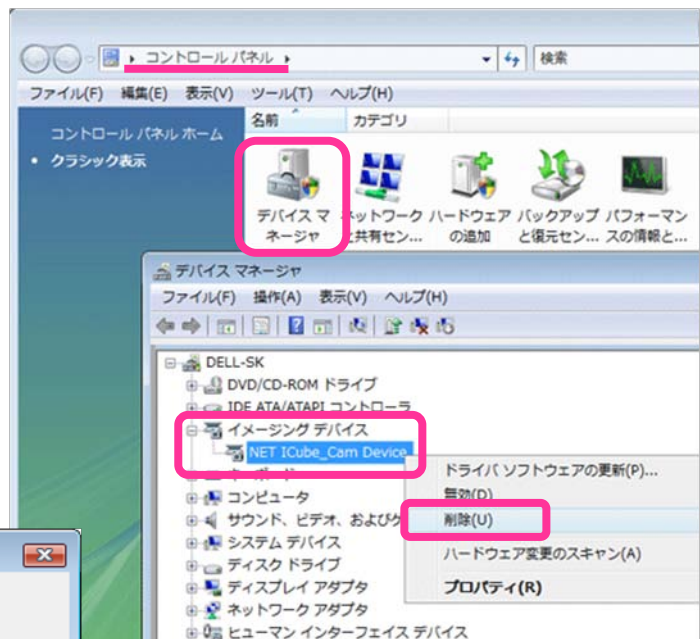 コントロール パネル
検索
ファイル(F) 編集(E) 表示(V) ツール(T) ヘルプ(H)
コントロール パネル ホーム
クラシック表示
名前 カテゴリ
デバイス マネージャ
ネットワークと共有セン...
ハードウェアの追加
バックアップと復元セン...
パフォーマンスの情報と...
デバイス マネージャ
ファイル(F) 操作(A) 表示(V) ヘルプ(H)
DELL-SK
DVD/CD-ROM ドライブ
IDE ATA/ATAPI コントローラ
イメージング デバイス
NET ICube_Cam Device
コンピュータ
サウンド、ビデオ、およびゲ
システム デバイス
ディスク ドライブ
ディスプレイ アダプタ
ネットワーク アダプタ
ヒューマン インターフェイス デバイス
ドライバ ソフトウェアの更新(P)...
無効(D)
削除(U)
ハードウェア変更のスキャン(A)
プロパティ(R)